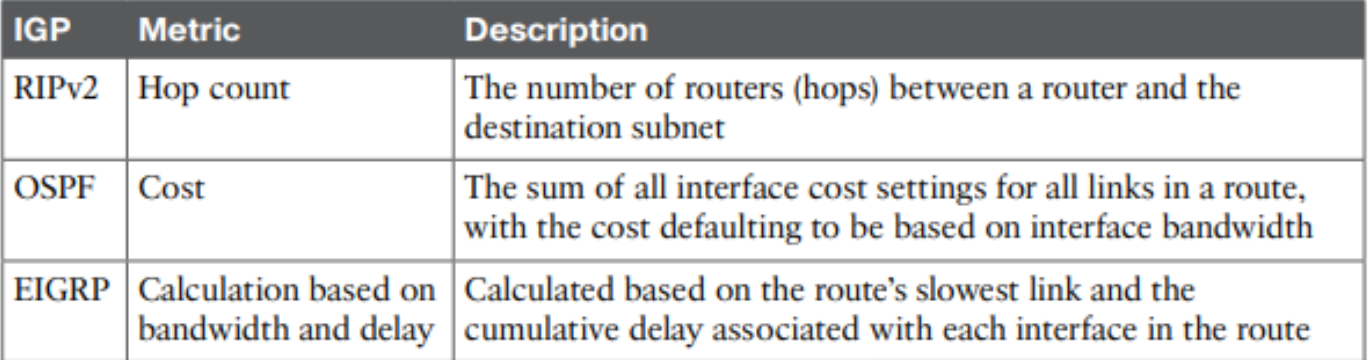 IGP Metric Description
RIPv2 Hop count The number of routers (hops) between a router and the
destination subnet
OSPF Cost The sum of all interface cost settings for all links in a route,
with the cost defaulting to be based on interface bandwidth
EIGRP Calculation based on Calculated based on the route’s slowest link and the
bandwidth and delay cumulative delay associated with each interface in the route